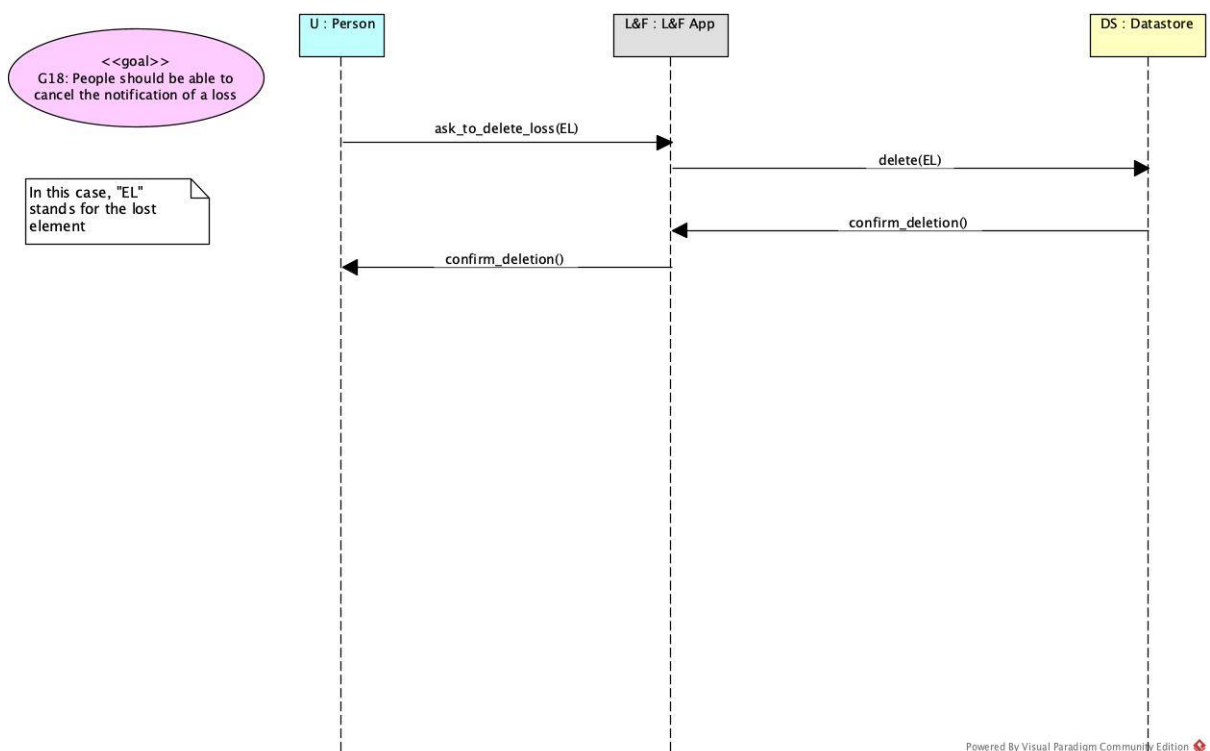 U : Person
L&F : L&F App
DS : Datastore
<<goal>>
G18: People should be able to
cancel the notification of a loss
ask_to_delete_loss(EL)
delete(EL)
In this case, "EL"
stands for the lost
element
confirm_deletion()
confirm_deletion()
Powered By Visual Paradigm Community Edition